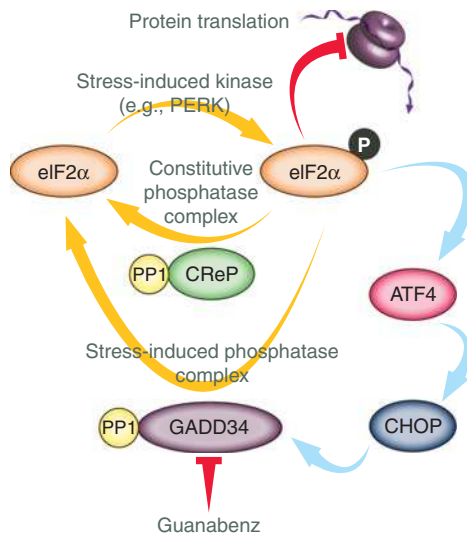 Protein translation
Stress-induced kinase
(e.g., PERK)
P
eIF2α
eIF2α
Constitutive
phosphatase
complex
PP1
CReP
ATF4
Stress-induced phosphatase
complex
PP1
GADD34
CHOP
Guanabenz